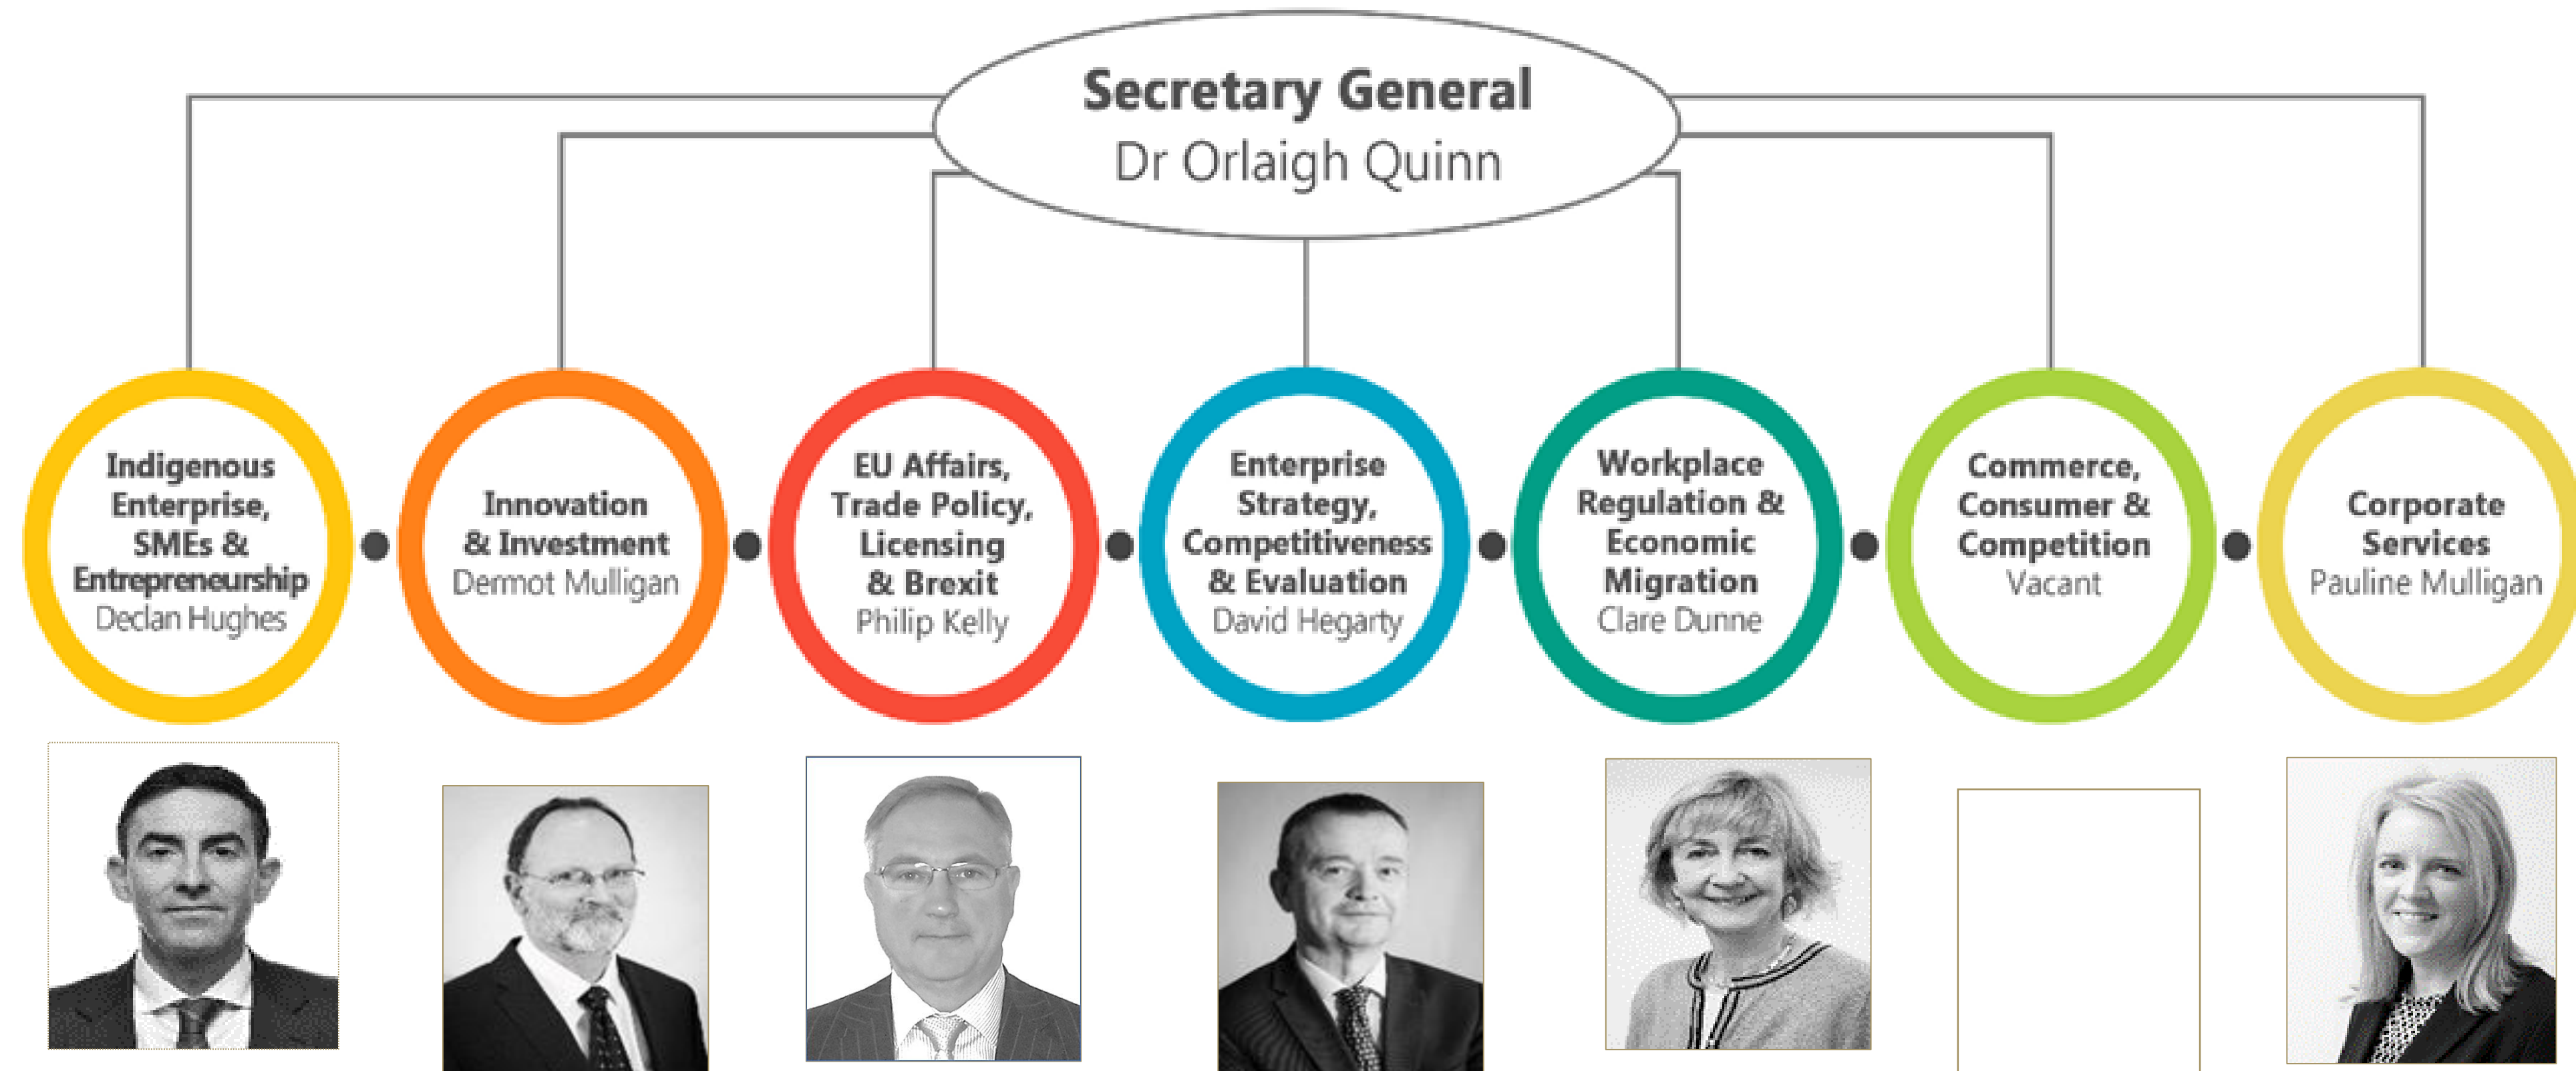 Secretary General
Dr Orlaigh Quinn
Indigenous
Enterprise,
SMEs &
Entrepreneurship
Declan Hughes
Innovation
& Investment
Dermot Mulligan
EU Affairs,
Trade Policy,
Licensing
& Brexit
Philip Kelly
Enterprise
Strategy,
Competitiveness
& Evaluation
David Hegarty
Workplace
Regulation &
Economic
Migration
Clare Dunne
Commerce,
Consumer &
Competition
Vacant
Corporate
Services
Pauline Mulligan